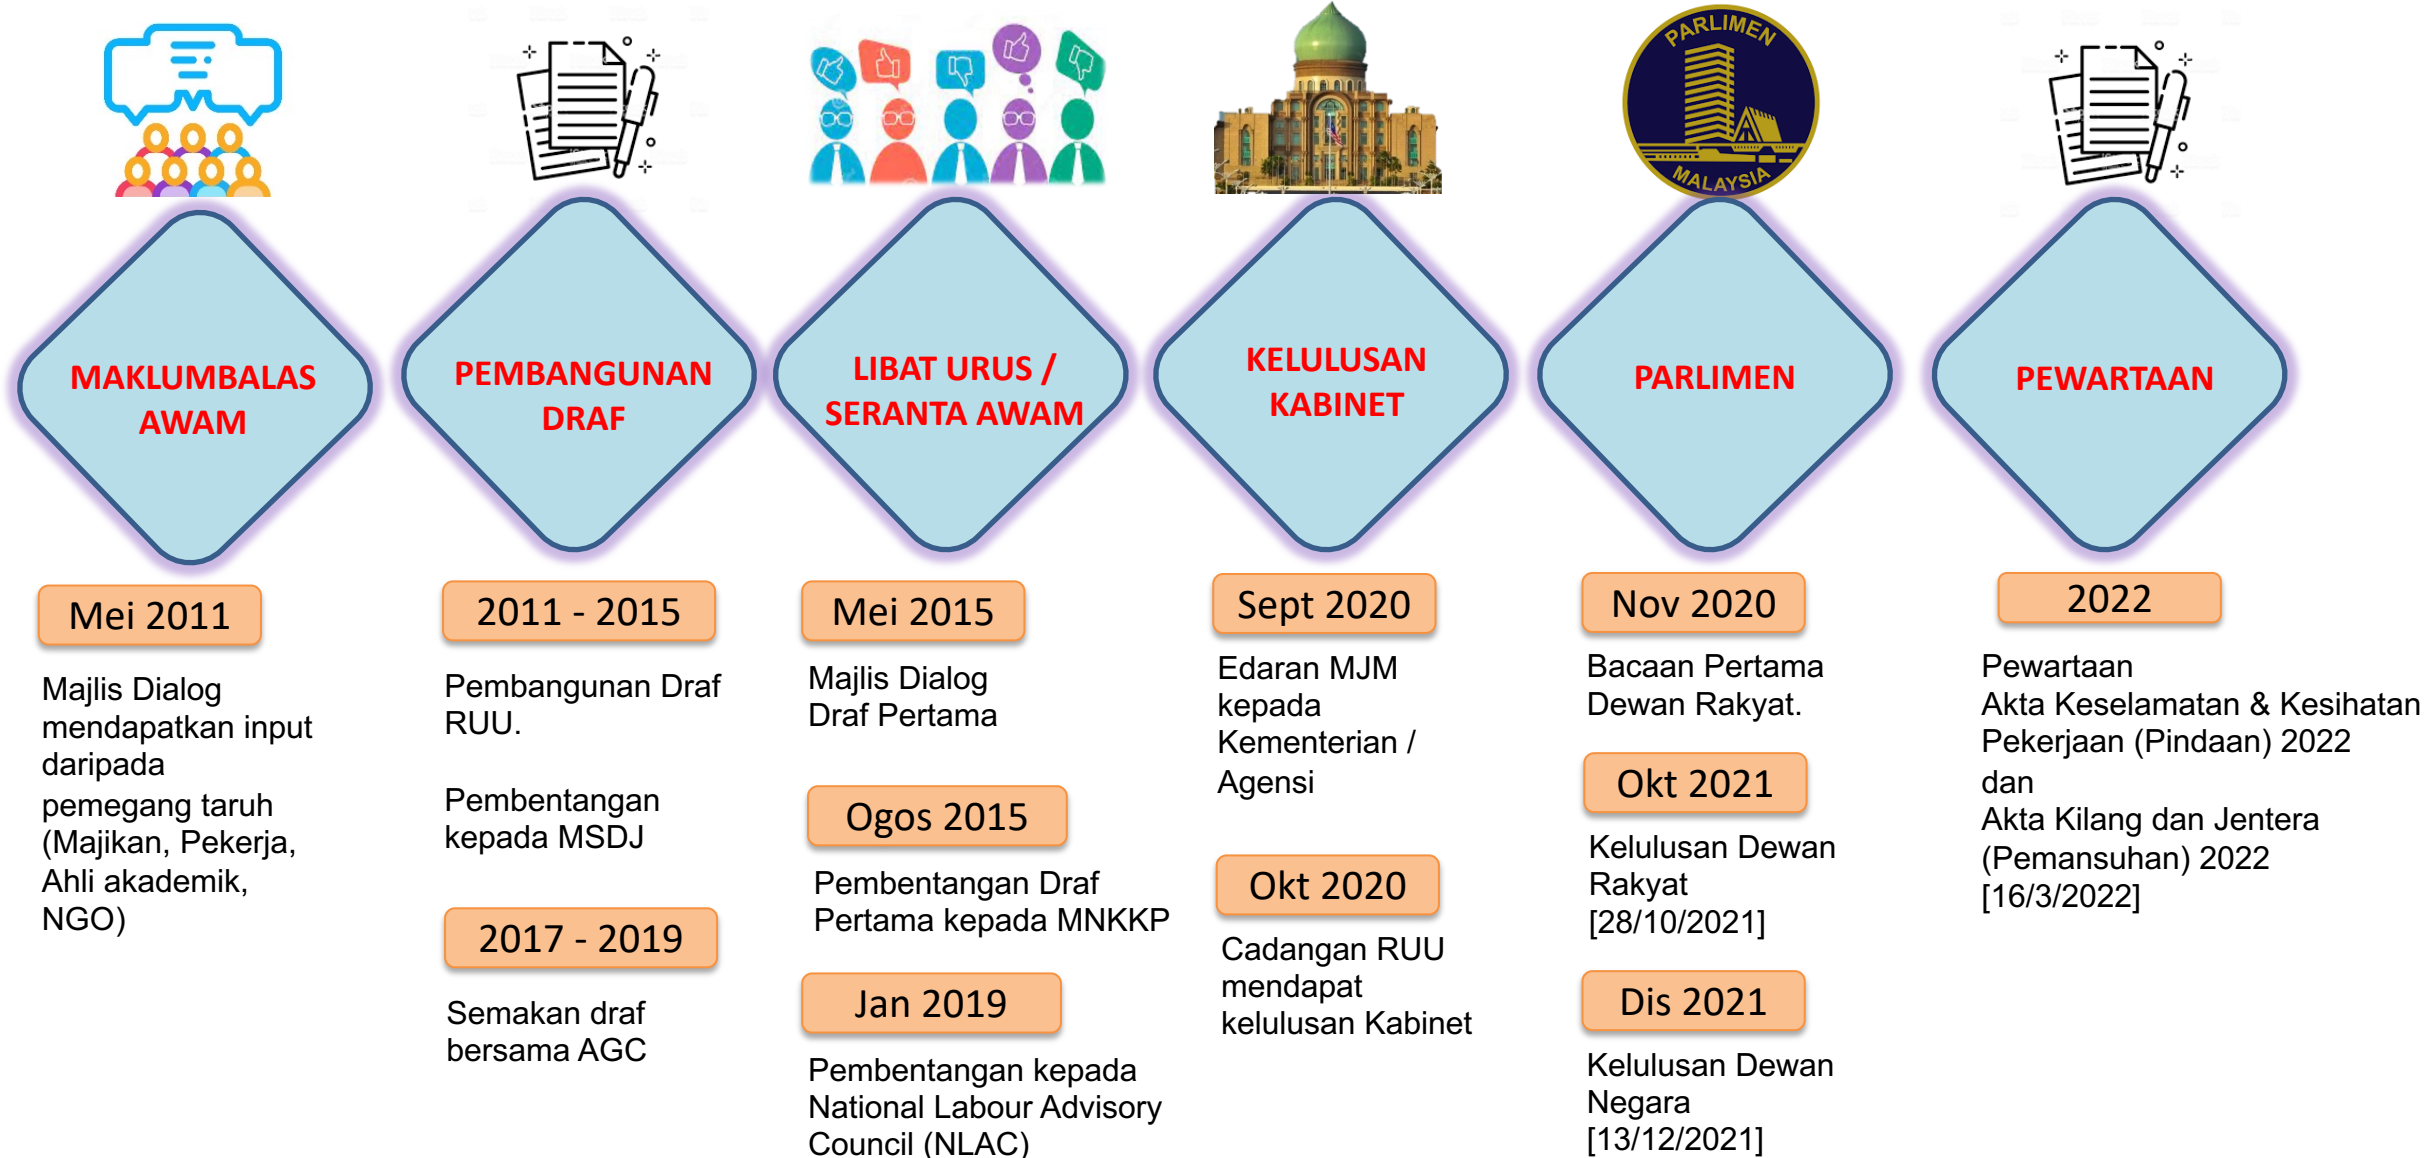 PARLIMEN
MALAYSIA
MAKLUMBALAS
AWAM
Mei 2011
Majlis Dialog
mendapatkan input
daripada
pemegang taruh
(Majikan, Pekerja,
Ahli akademik,
NGO)
PEMBANGUNAN
DRAF
2011 - 2015
Pembangunan Draf
RUU.
Pembentangan
kepada MSDJ
2017 - 2019
Semakan draf
bersama AGC
LIBAT URUS /
SERANTA AWAM
Mei 2015
Majlis Dialog
Draf Pertama
Ogos 2015
Pembentangan Draf
Pertama kepada MNKKP
Jan 2019
Pembentangan kepada
National Labour Advisory
Council (NLAC)
KELULUSAN
KABINET
Sept 2020
Edaran MJM
kepada
Kementerian /
Agensi
Okt 2020
Cadangan RUU
mendapat
kelulusan Kabinet
PARLIMEN
Nov 2020
Bacaan Pertama
Dewan Rakyat.
Okt 2021
Kelulusan Dewan
Rakyat
[28/10/2021]
Dis 2021
Kelulusan Dewan
Negara
[13/12/2021]
PEWARTAAN
2022
Pewartaan
Akta Keselamatan & Kesihatan
Pekerjaan (Pindaan) 2022
dan
Akta Kilang dan Jentera
(Pemansuhan) 2022
[16/3/2022]